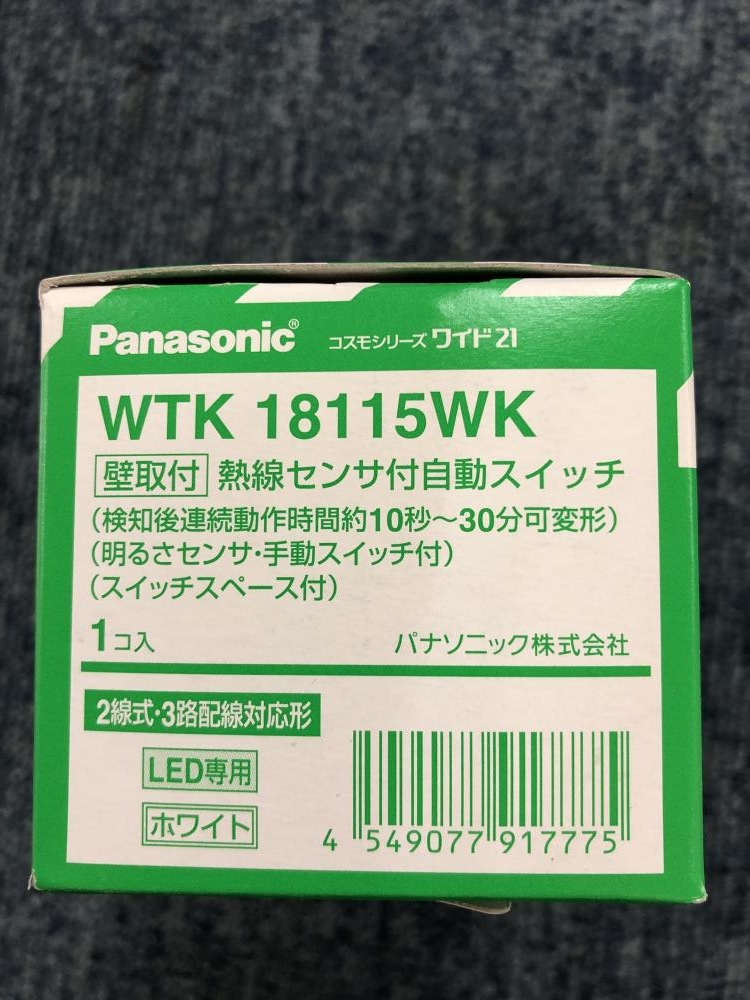 Panasonic® コスモシリーズ ワイド21
WTK 18115WK
壁取付 熱線センサ付自動スイッチ
(検知後連続動作時間約10秒～30分可変形)
(明るさセンサ・手動スイッチ付)
(スイッチスペース付)
1コ入 パナソニック株式会社
2線式・3路配線対応形
LED専用
ホワイト
4 549077 917775